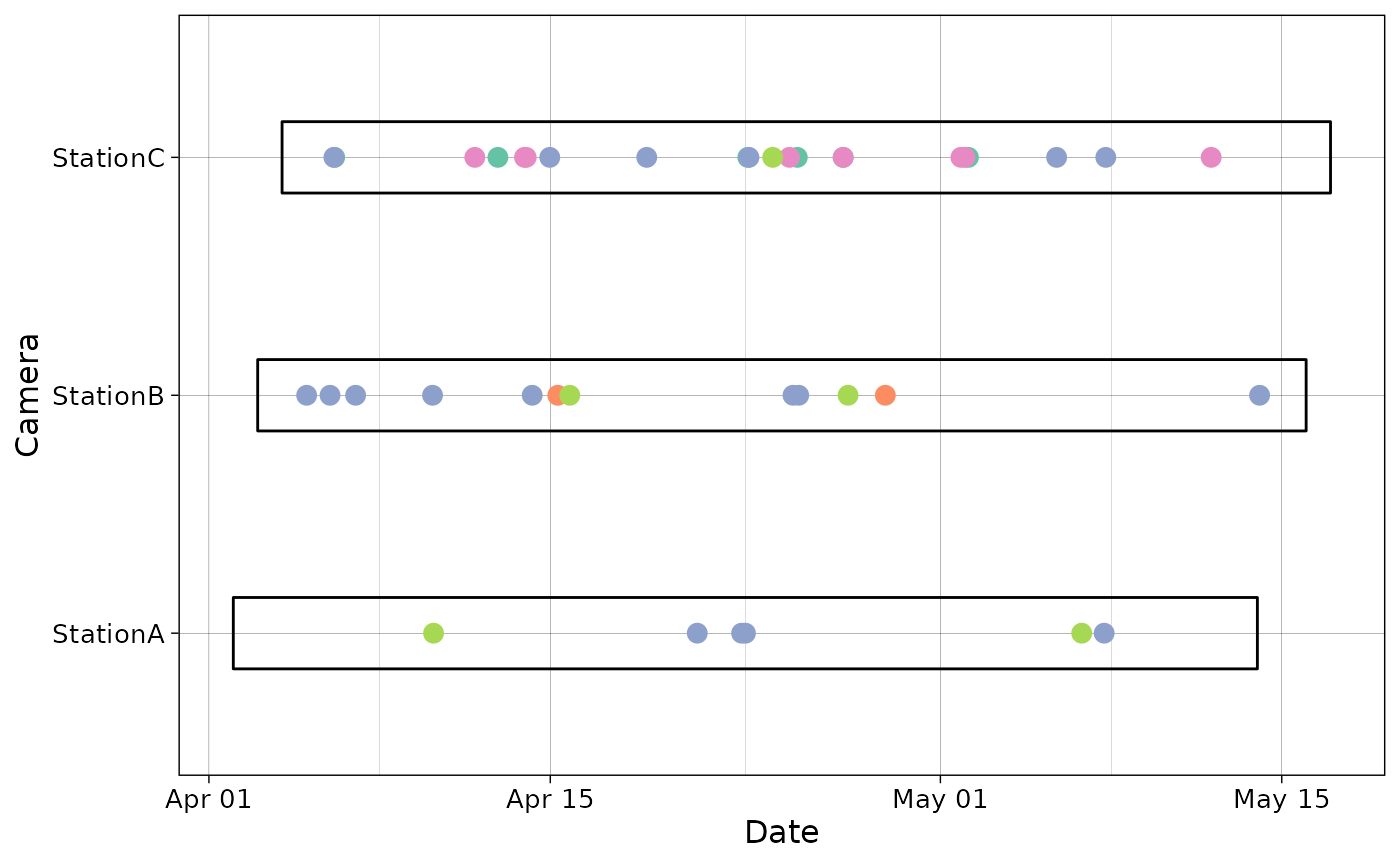 StationC
StationB
StationA
Camera
Apr 01
Apr 15
May 01
May 15
Date